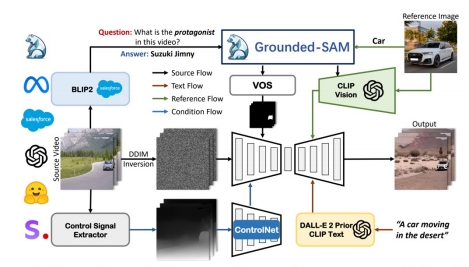 Question: What is the protagonist
in this video?
Answer: Suzuki Jimny
Grounded-SAM
Car
Reference Image
BLIP2
salesforce
salesforce
Source Flow
Text Flow
Reference Flow
Condition Flow
VOS
CLIP
Vision
Source Video
DDIM
Inversion
Output
S.
Control Signal
Extractor
ControlNet
DALL-E 2 Prior
CLIP Text
"A car moving
in the desert"